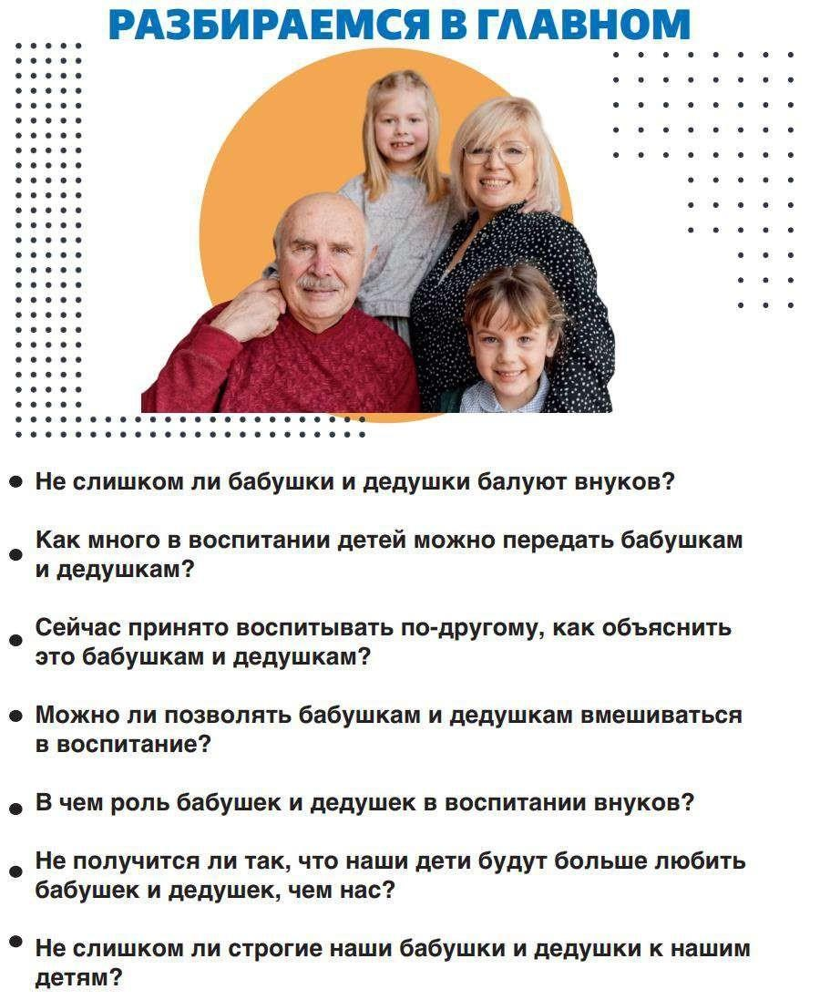 РАЗБИРАЕМСЯ В ГЛАВНОМ
Не слишком ли бабушки и дедушки балуют внуков?
Как много в воспитании детей можно передать бабушкам
и дедушкам?
Сейчас принято воспитывать по-другому, как объяснить
это бабушкам и дедушкам?
Можно ли позволять бабушкам и дедушкам вмешиваться
в воспитание?
В чем роль бабушек и дедушек в воспитании внуков?
Не получится ли так, что наши дети будут больше любить
бабушек и дедушек, чем нас?
Не слишком ли строгие наши бабушки и дедушки к нашим
детям?